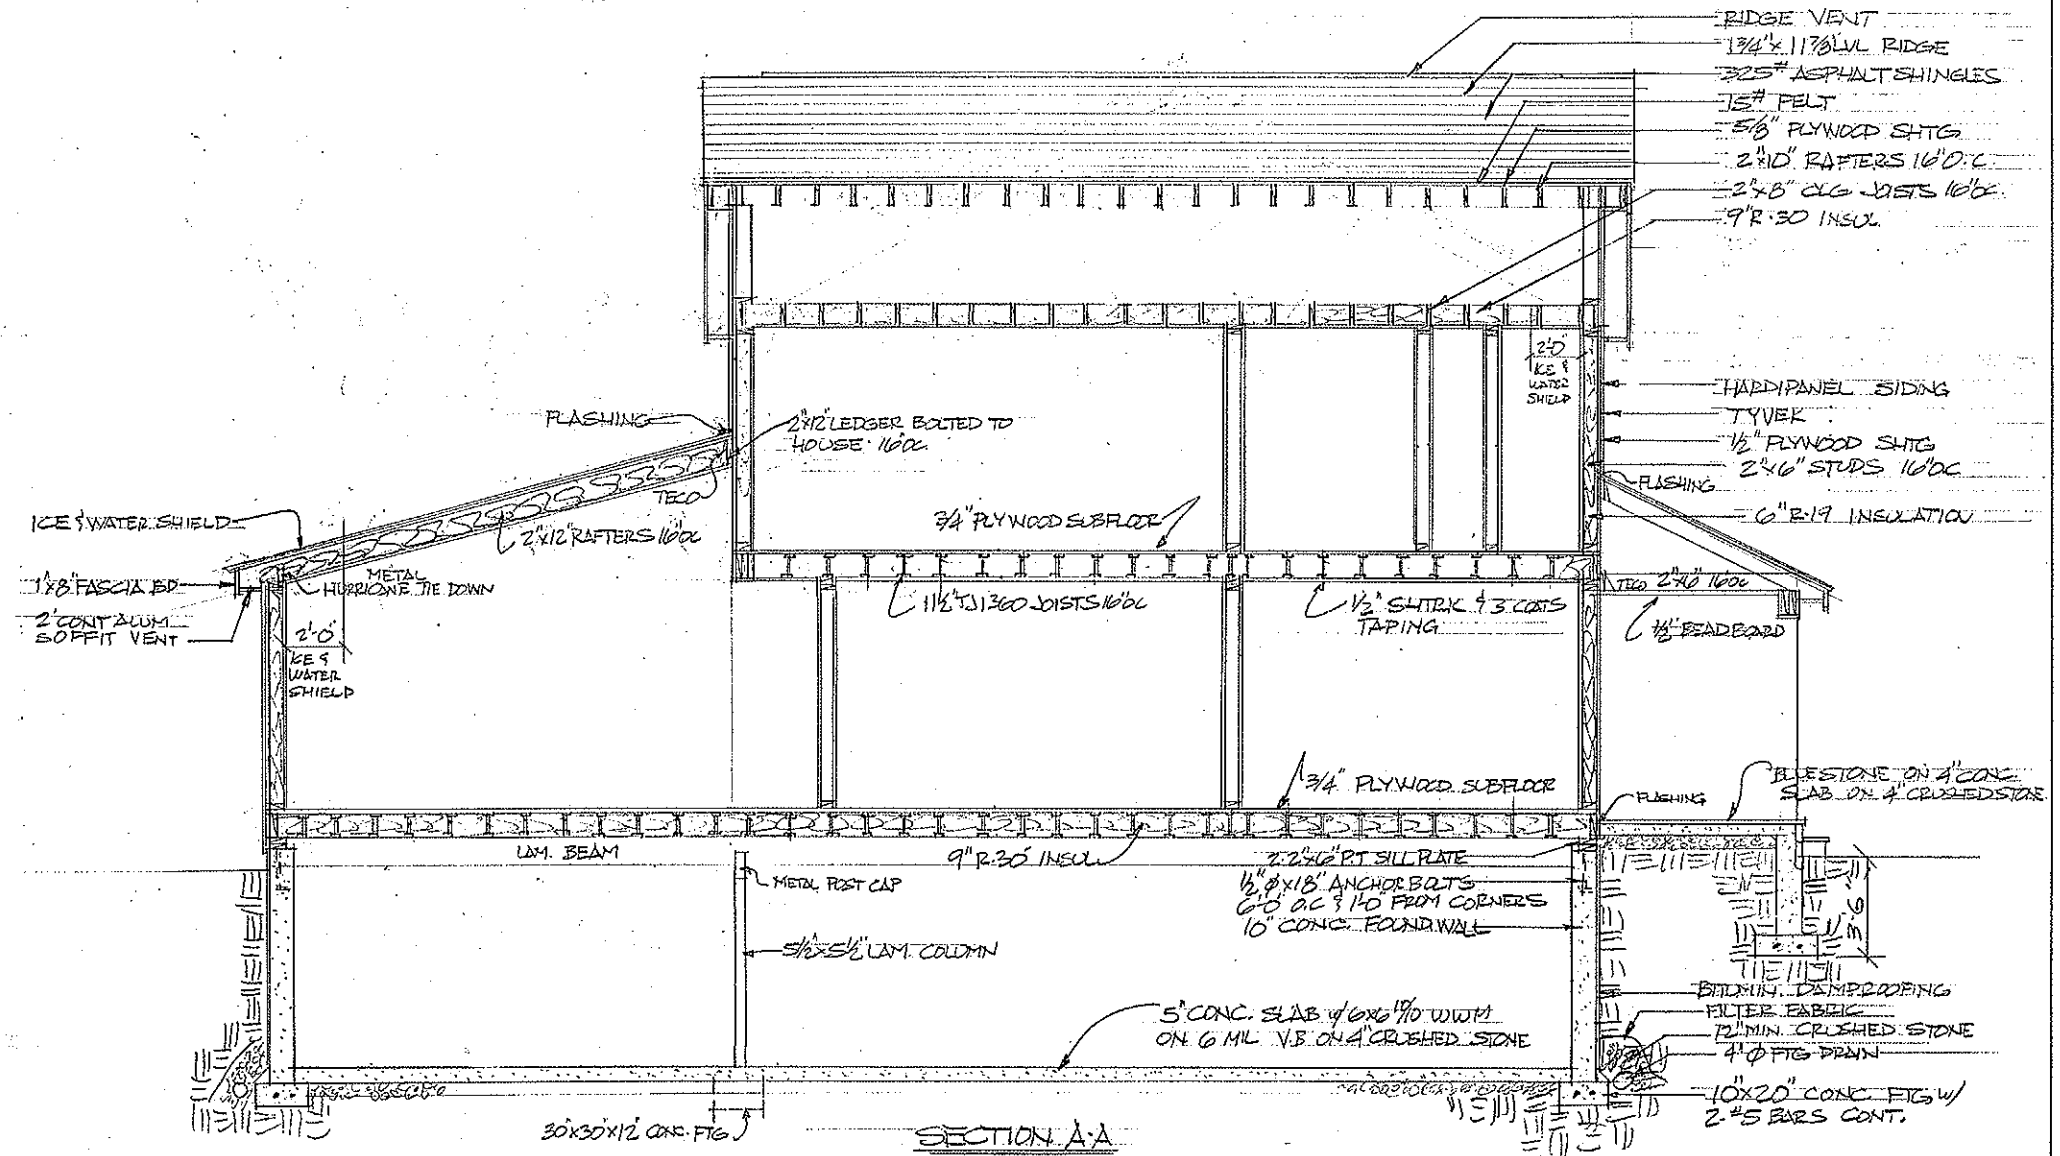 RIDGE VENT
1 3/4" x 11 7/8 LVL RIDGE
325# ASPHALT SHINGLES
15# FELT
5/8" PLYWOOD SHTG
2"x10" RAFTERS 16"O.C.
2"x8" CLG JOISTS 16"OC.
9"R-30 INSUL.
2'-0"
ICE &
WATER
SHIELD
HARDIPANEL SIDING
TYVEK
1/2" PLYWOOD SHTG
2"x6" STUDS 16"OC
FLASHING
6" R-19 INSULATION
FLASHING
2"x12" LEDGER BOLTED TO
HOUSE 16"OC.
TECO
ICE & WATER SHIELD
2"x12" RAFTERS 16"OC
3/4" PLYWOOD SUBFLOOR
1"x8" FASCIA BD
METAL
HURRICANE TIE DOWN
2" CONT ALUM.
SOFFIT VENT
2'-0"
ICE &
WATER
SHIELD
11 1/2" TJI 360 JOISTS 16"OC
1/2" SHTRK & 3 COATS
TAPING
TECO 2"x6" 16"OC
1/2" BEADBOARD
3/4" PLYWOOD SUBFLOOR
FLASHING
BLUESTONE ON 4" CONC
SLAB ON 4" CRUSHED STONE
LAM. BEAM
9" R-30 INSUL
METAL POST CAP
2-2"x6" P.T SILL PLATE
1/2" Φx18" ANCHOR BOLTS
6'-0" O.C & 1'-0" FROM CORNERS
10" CONC FOUND WALL
3'-6"
5 1/2"x5 1/2" LAM. COLUMN
5" CONC. SLAB w/ 6x6 10/10 WWM
ON 6 MIL V.B ON 4" CRUSHED STONE
BITUMIN. DAMPROOFING
FILTER FABRIC
12" MIN. CRUSHED STONE
4" Φ FTG DRAIN
10"x20" CONC FTG w/
2-#5 BARS CONT.
30"x30"x12" CONC. FTG
SECTION A-A